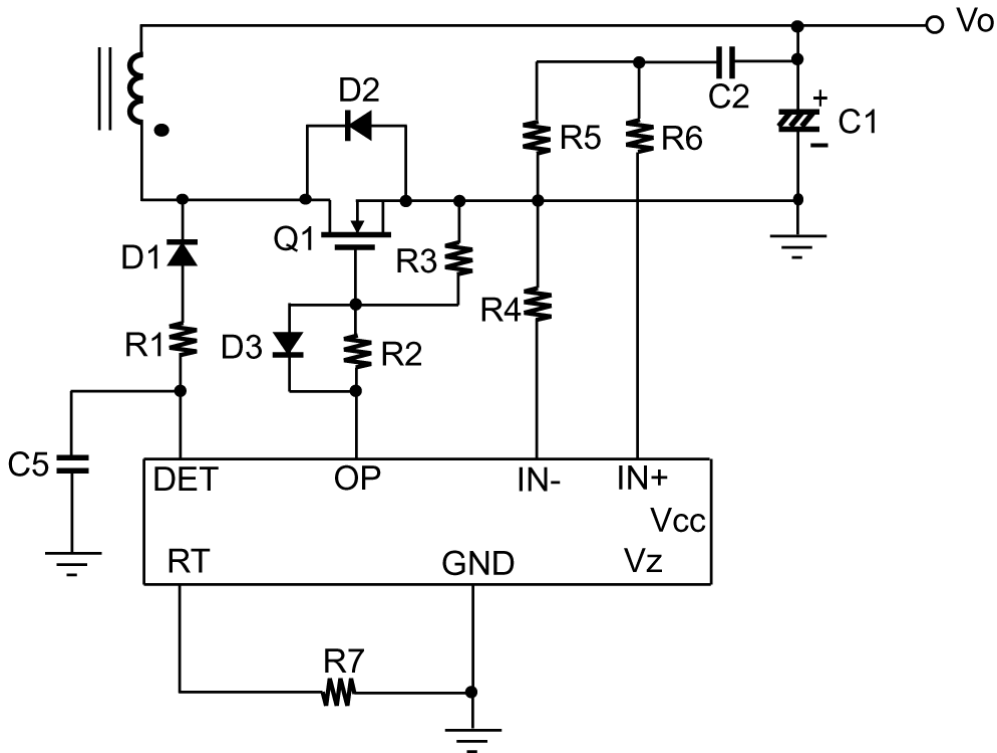 Vo
D2
C2
+
C1
R5
R6
−
Q1
D1
R3
R4
R1
D3
R2
C5
DET
OP
IN-
IN+
Vcc
RT
GND
Vz
R7